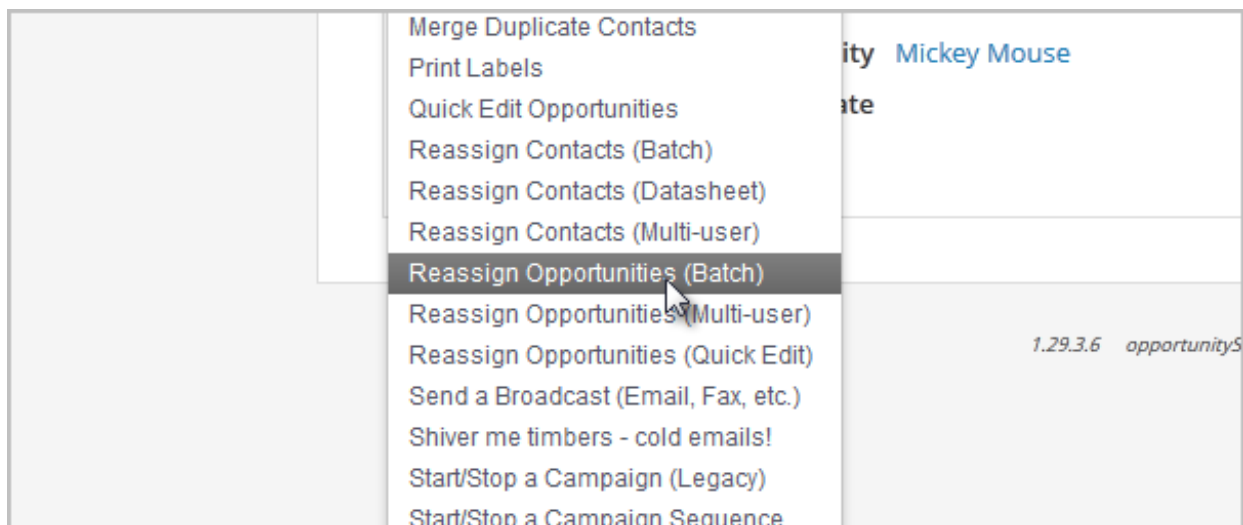 Merge Duplicate Contacts
Print Labels
Quick Edit Opportunities
Reassign Contacts (Batch)
Reassign Contacts (Datasheet)
Reassign Contacts (Multi-user)
Reassign Opportunities (Batch)
Reassign Opportunities (Multi-user)
Reassign Opportunities (Quick Edit)
Send a Broadcast (Email, Fax, etc.)
Shiver me timbers - cold emails!
Start/Stop a Campaign (Legacy)
Start/Stop a Campaign Sequence
ity Mickey Mouse
ate
1.29.3.6 opportunityS